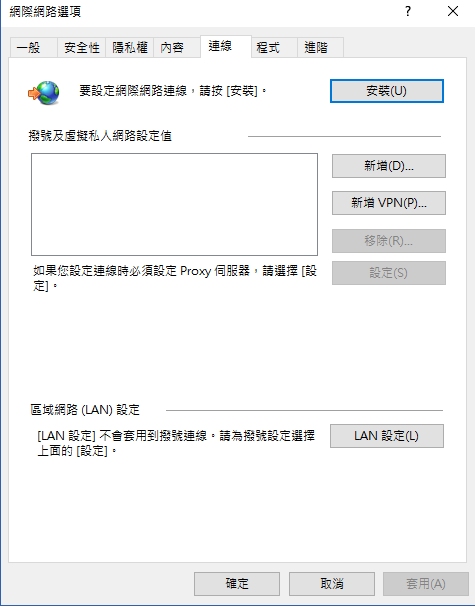 網際網路選項
?
一般 安全性 隱私權 內容 連線 程式 進階
要設定網際網路連線，請按 [安裝]。
安裝(U)
撥號及虛擬私人網路設定值
新增(D)...
新增 VPN(P)...
移除(R)...
如果您設定連線時必須設定 Proxy 伺服器，請選擇 [設
定]。
設定(S)
區域網路 (LAN) 設定
[LAN 設定] 不會套用到撥號連線。請為撥號設定選擇
上面的 [設定]。
LAN 設定(L)
確定 取消 套用(A)